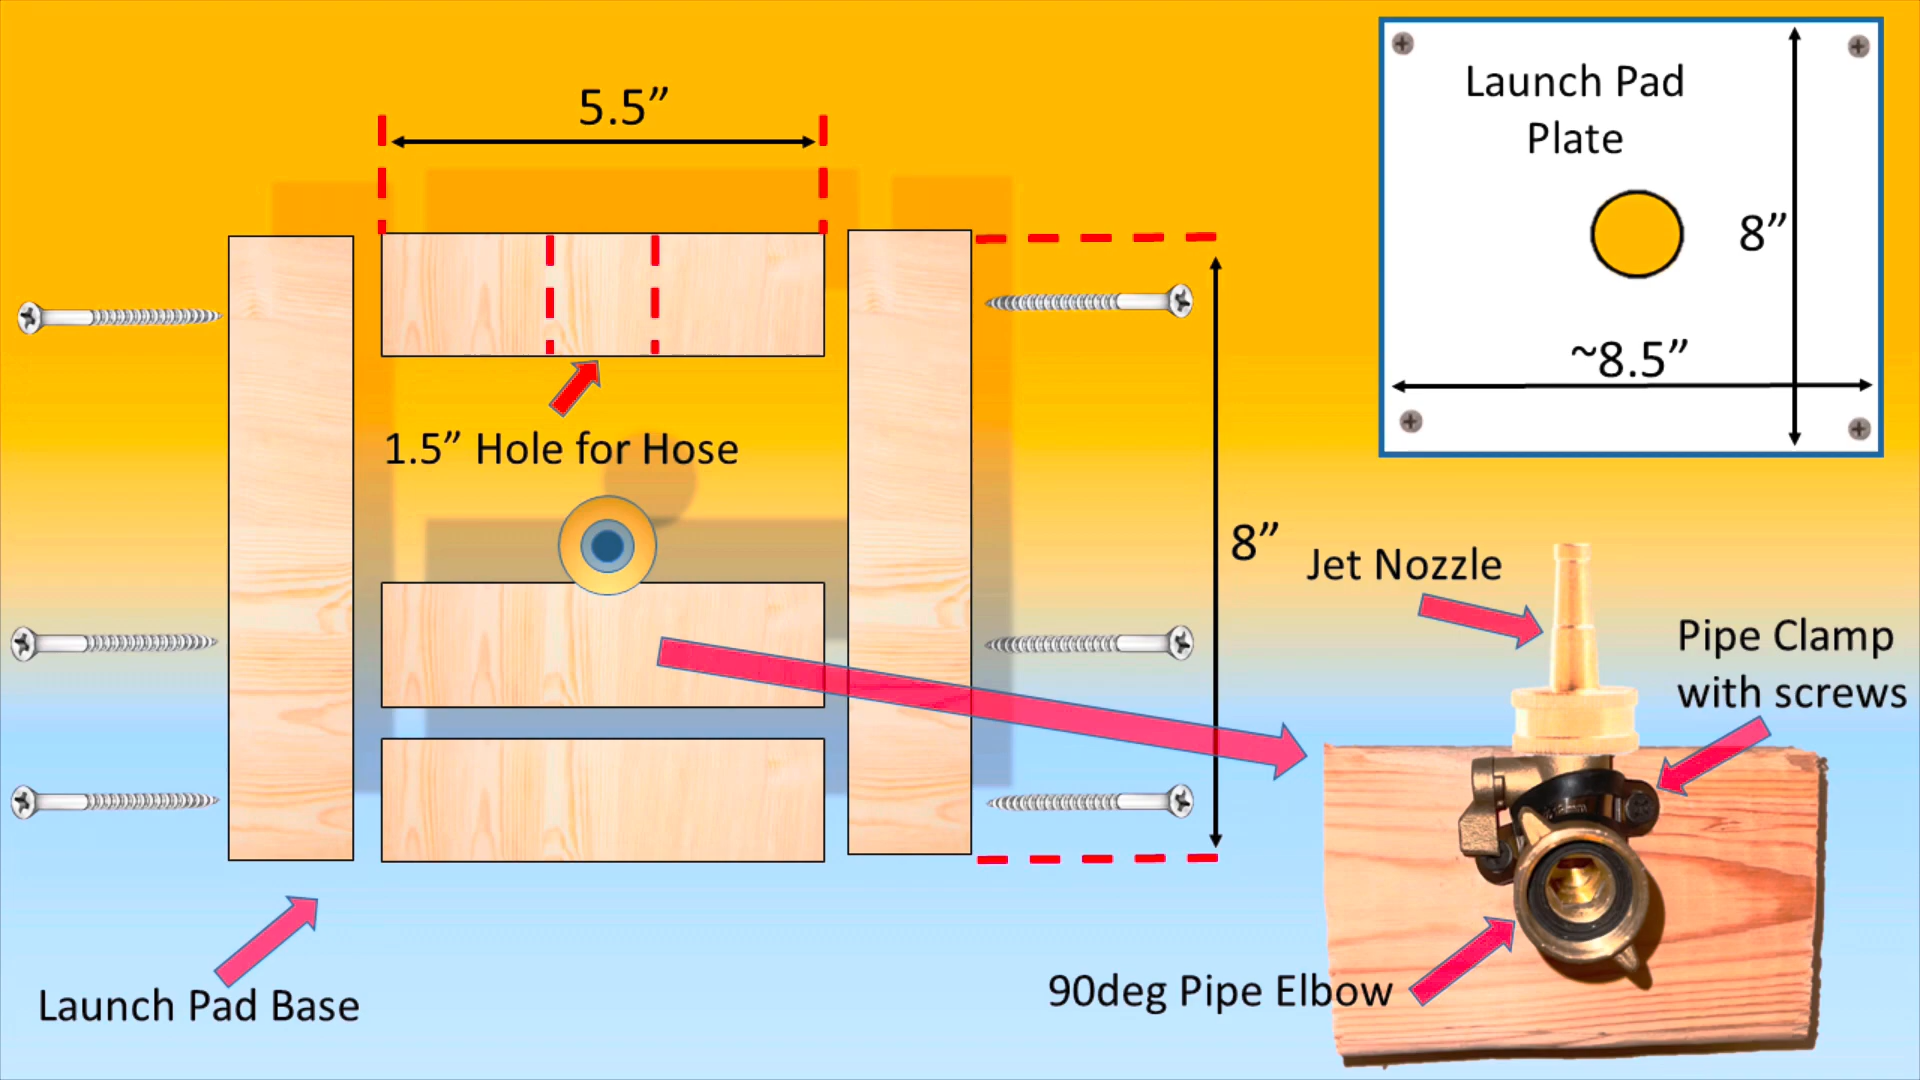 5.5”
Launch Pad
Plate
8”
~8.5”
1.5” Hole for Hose
8”
Jet Nozzle
Pipe Clamp
with screws
90deg Pipe Elbow
Launch Pad Base